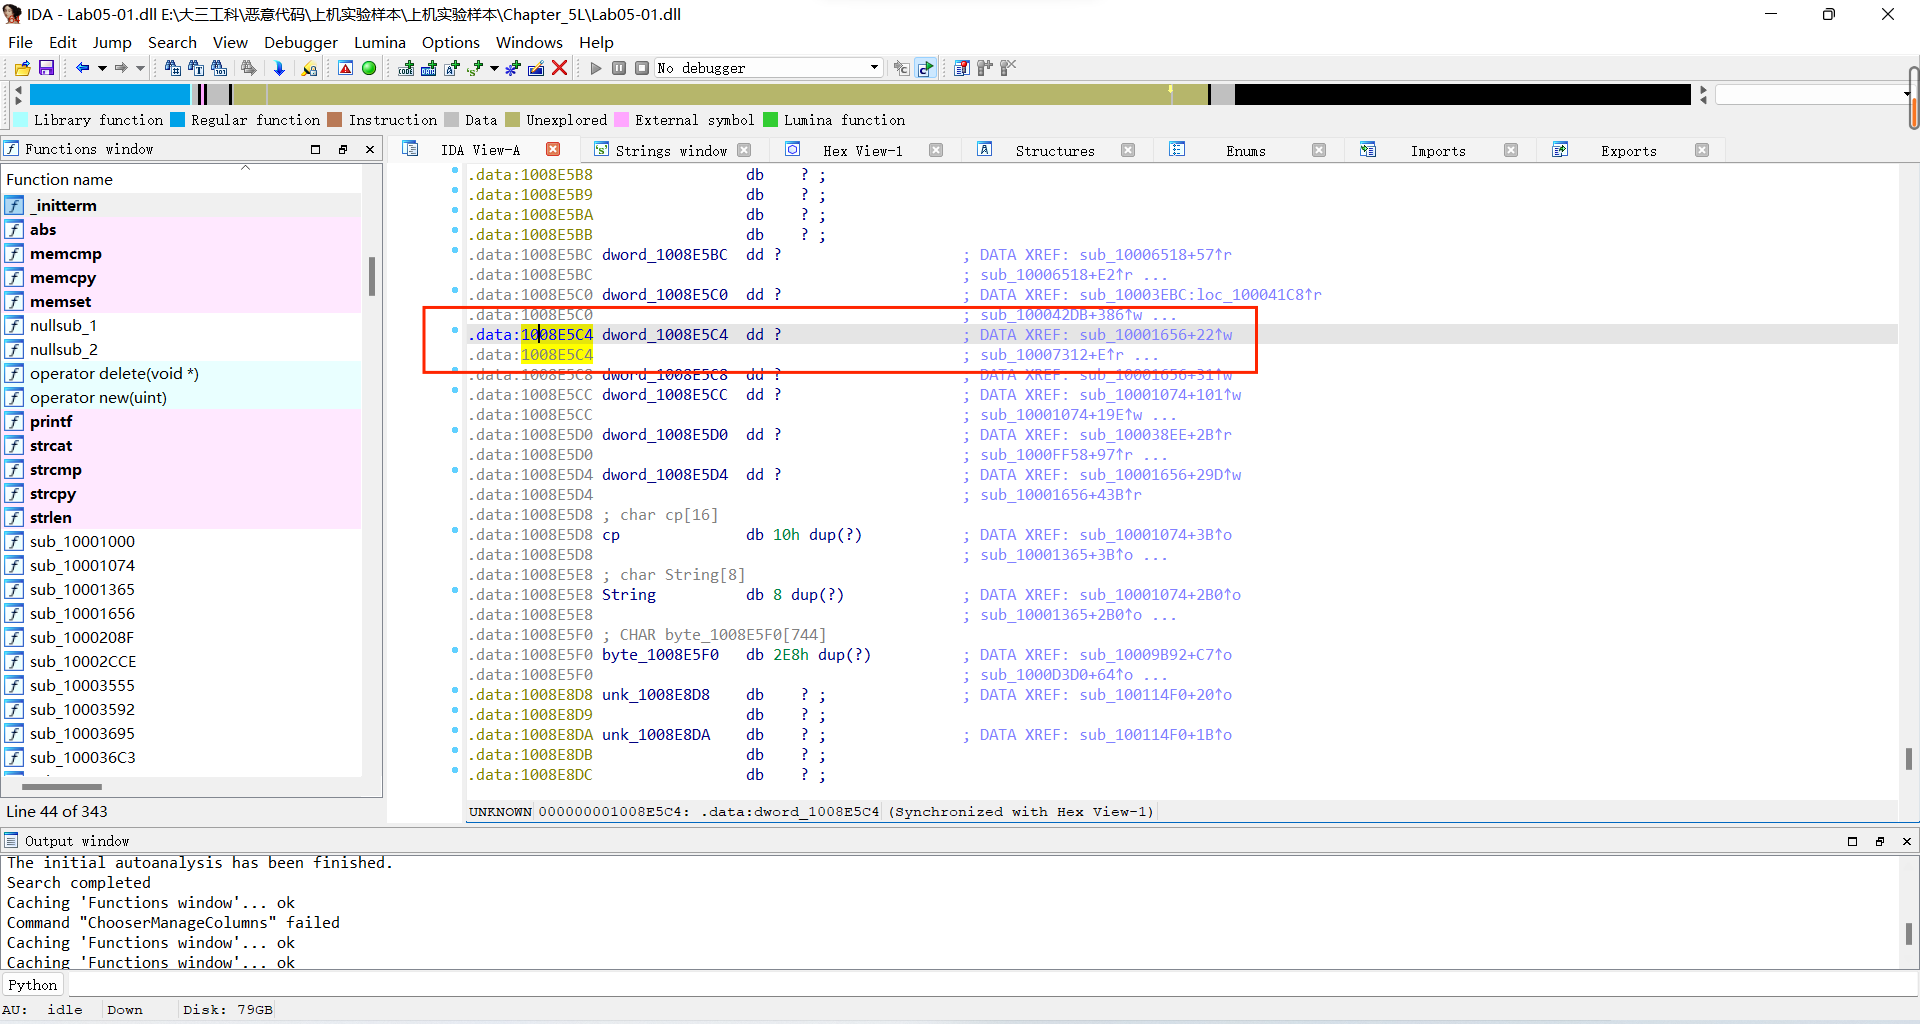 IDA - Lab05-01.dll E:\大三工科\恶意代码\上机实验样本\上机实验样本\Chapter_5L\Lab05-01.dll
File Edit Jump Search View Debugger Lumina Options Windows Help
No debugger
Library function Regular function Instruction Data Unexplored External symbol Lumina function
Functions window
IDA View-A Strings window Hex View-1 Structures Enums Imports Exports
Function name
_initterm
abs
memcmp
memcpy
memset
nullsub_1
nullsub_2
operator delete(void *)
operator new(uint)
printf
strcat
strcmp
strcpy
strlen
sub_10001000
sub_10001074
sub_10001365
sub_10001656
sub_1000208F
sub_10002CCE
sub_10003555
sub_10003592
sub_10003695
sub_100036C3
Line 44 of 343
.data:1008E5B8 db ? ;
.data:1008E5B9 db ? ;
.data:1008E5BA db ? ;
.data:1008E5BB db ? ;
.data:1008E5BC dword_1008E5BC dd ? ; DATA XREF: sub_10006518+57↑r
.data:1008E5BC ; sub_10006518+E2↑r ...
.data:1008E5C0 dword_1008E5C0 dd ? ; DATA XREF: sub_10003EBC:loc_100041C8↑r
.data:1008E5C0 ; sub_100042DB+386↑w ...
.data:1008E5C4 dword_1008E5C4 dd ? ; DATA XREF: sub_10001656+22↑w
.data:1008E5C4 ; sub_10007312+E↑r ...
.data:1008E5C8 dword_1008E5C8 dd ? ; DATA XREF: sub_10001656+31↑w
.data:1008E5CC dword_1008E5CC dd ? ; DATA XREF: sub_10001074+101↑w
.data:1008E5CC ; sub_10001074+19E↑w ...
.data:1008E5D0 dword_1008E5D0 dd ? ; DATA XREF: sub_100038EE+2B↑r
.data:1008E5D0 ; sub_1000FF58+97↑r ...
.data:1008E5D4 dword_1008E5D4 dd ? ; DATA XREF: sub_10001656+29D↑w
.data:1008E5D4 ; sub_10001656+43B↑r
.data:1008E5D8 ; char cp[16]
.data:1008E5D8 cp db 10h dup(?) ; DATA XREF: sub_10001074+3B↑o
.data:1008E5D8 ; sub_10001365+3B↑o ...
.data:1008E5E8 ; char String[8]
.data:1008E5E8 String db 8 dup(?) ; DATA XREF: sub_10001074+2B0↑o
.data:1008E5E8 ; sub_10001365+2B0↑o ...
.data:1008E5F0 ; CHAR byte_1008E5F0[744]
.data:1008E5F0 byte_1008E5F0 db 2E8h dup(?) ; DATA XREF: sub_10009B92+C7↑o
.data:1008E5F0 ; sub_1000D3D0+64↑o ...
.data:1008E8D8 unk_1008E8D8 db ? ; ; DATA XREF: sub_100114F0+20↑o
.data:1008E8D9 db ? ;
.data:1008E8DA unk_1008E8DA db ? ; ; DATA XREF: sub_100114F0+1B↑o
.data:1008E8DB db ? ;
.data:1008E8DC db ? ;
UNKNOWN 000000001008E5C4: .data:dword_1008E5C4 (Synchronized with Hex View-1)
Output window
The initial autoanalysis has been finished.
Search completed
Caching 'Functions window'... ok
Command "ChooserManageColumns" failed
Caching 'Functions window'... ok
Caching 'Functions window'... ok
Python
AU: idle Down Disk: 79GB